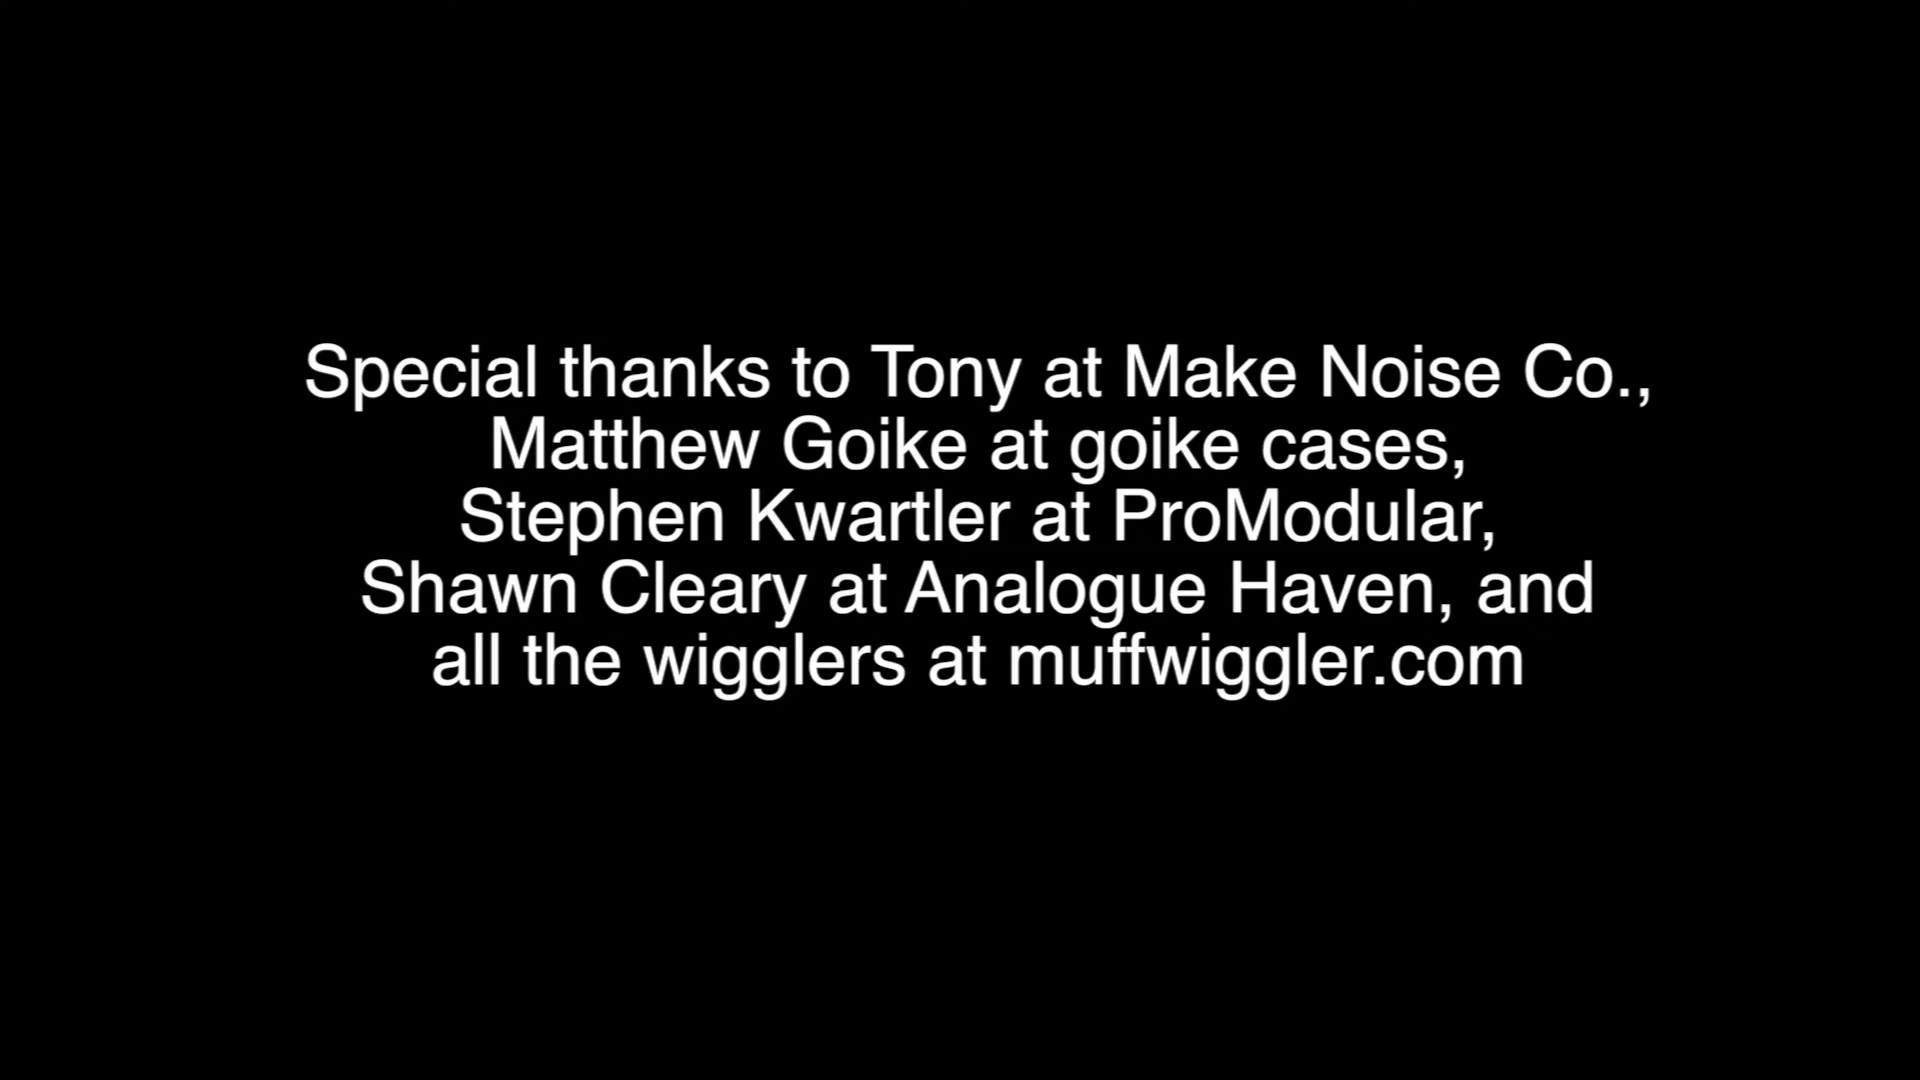 Special thanks to Tony at Make Noise Co.,
Matthew Goike at goike cases,
Stephen Kwartler at ProModular,
Shawn Cleary at Analogue Haven, and
all the wigglers at muffwiggler.com